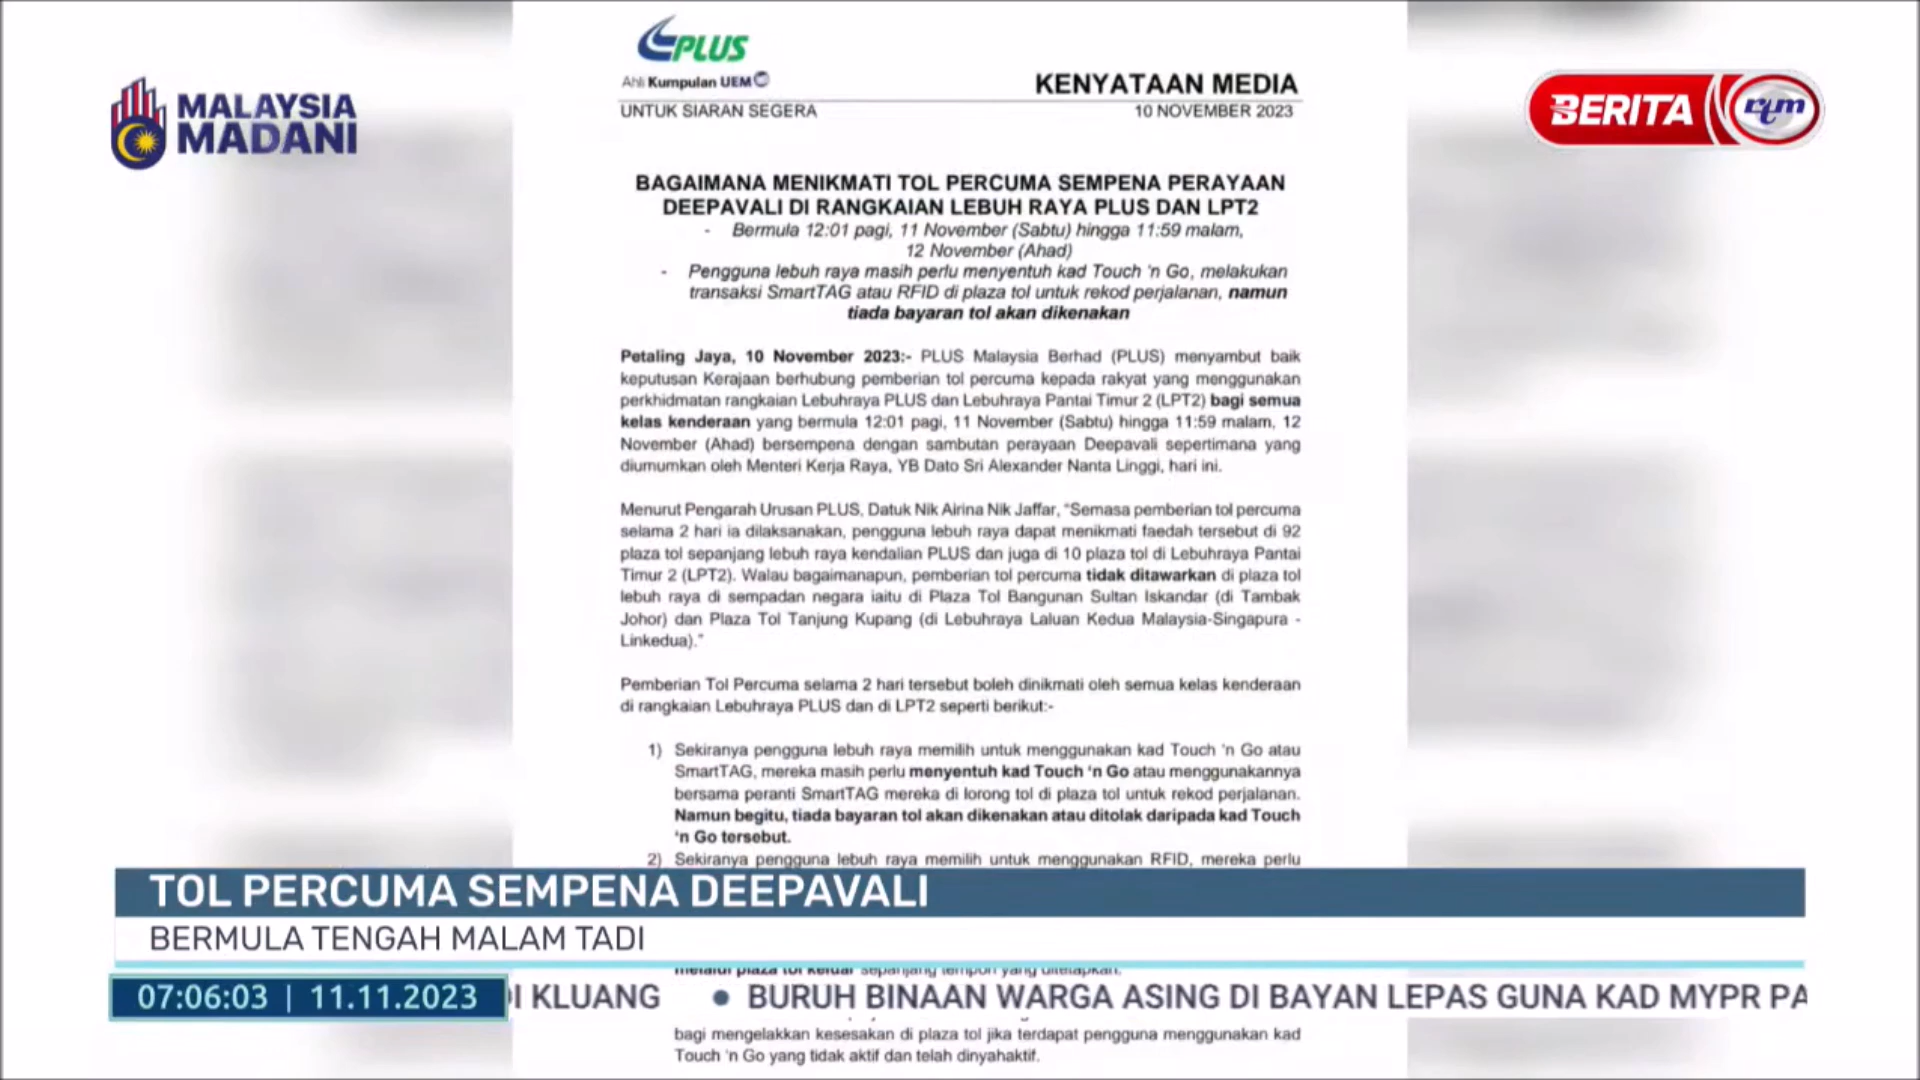 PLUS
Ahli Kumpulan UEM
KENYATAAN MEDIA
UNTUK SIARAN SEGERA
10 NOVEMBER 2023
MALAYSIA
MADANI
BERITA rtm
BAGAIMANA MENIKMATI TOL PERCUMA SEMPENA PERAYAAN
DEEPAVALI DI RANGKAIAN LEBUH RAYA PLUS DAN LPT2
- Bermula 12:01 pagi, 11 November (Sabtu) hingga 11:59 malam,
12 November (Ahad)
- Pengguna lebuh raya masih perlu menyentuh kad Touch 'n Go, melakukan
transaksi SmartTAG atau RFID di plaza tol untuk rekod perjalanan, namun
tiada bayaran tol akan dikenakan
Petaling Jaya, 10 November 2023:- PLUS Malaysia Berhad (PLUS) menyambut baik
keputusan Kerajaan berhubung pemberian tol percuma kepada rakyat yang menggunakan
perkhidmatan rangkaian Lebuhraya PLUS dan Lebuhraya Pantai Timur 2 (LPT2) bagi semua
kelas kenderaan yang bermula 12:01 pagi, 11 November (Sabtu) hingga 11:59 malam, 12
November (Ahad) bersempena dengan sambutan perayaan Deepavali sepertimana yang
diumumkan oleh Menteri Kerja Raya, YB Dato Sri Alexander Nanta Linggi, hari ini.
Menurut Pengarah Urusan PLUS, Datuk Nik Airina Nik Jaffar, "Semasa pemberian tol percuma
selama 2 hari ia dilaksanakan, pengguna lebuh raya dapat menikmati faedah tersebut di 92
plaza tol sepanjang lebuh raya kendalian PLUS dan juga di 10 plaza tol di Lebuhraya Pantai
Timur 2 (LPT2). Walau bagaimanapun, pemberian tol percuma tidak ditawarkan di plaza tol
lebuh raya di sempadan negara iaitu di Plaza Tol Bangunan Sultan Iskandar (di Tambak
Johor) dan Plaza Tol Tanjung Kupang (di Lebuhraya Laluan Kedua Malaysia-Singapura -
Linkedua)."
Pemberian Tol Percuma selama 2 hari tersebut boleh dinikmati oleh semua kelas kenderaan
di rangkaian Lebuhraya PLUS dan di LPT2 seperti berikut:-
1) Sekiranya pengguna lebuh raya memilih untuk menggunakan kad Touch 'n Go atau
SmartTAG, mereka masih perlu menyentuh kad Touch 'n Go atau menggunakannya
bersama peranti SmartTAG mereka di lorong tol di plaza tol untuk rekod perjalanan.
Namun begitu, tiada bayaran tol akan dikenakan atau ditolak daripada kad Touch
'n Go tersebut.
2) Sekiranya pengguna lebuh raya memilih untuk menggunakan RFID, mereka perlu
TOL PERCUMA SEMPENA DEEPAVALI
BERMULA TENGAH MALAM TADI
melalui plaza tol keluar sepanjang tempoh yang ditetapkan.
07:06:03 | 11.11.2023
I KLUANG • BURUH BINAAN WARGA ASING DI BAYAN LEPAS GUNA KAD MYPR PA
bagi mengelakkan kesesakan di plaza tol jika terdapat pengguna menggunakan kad
Touch 'n Go yang tidak aktif dan telah dinyahaktif.